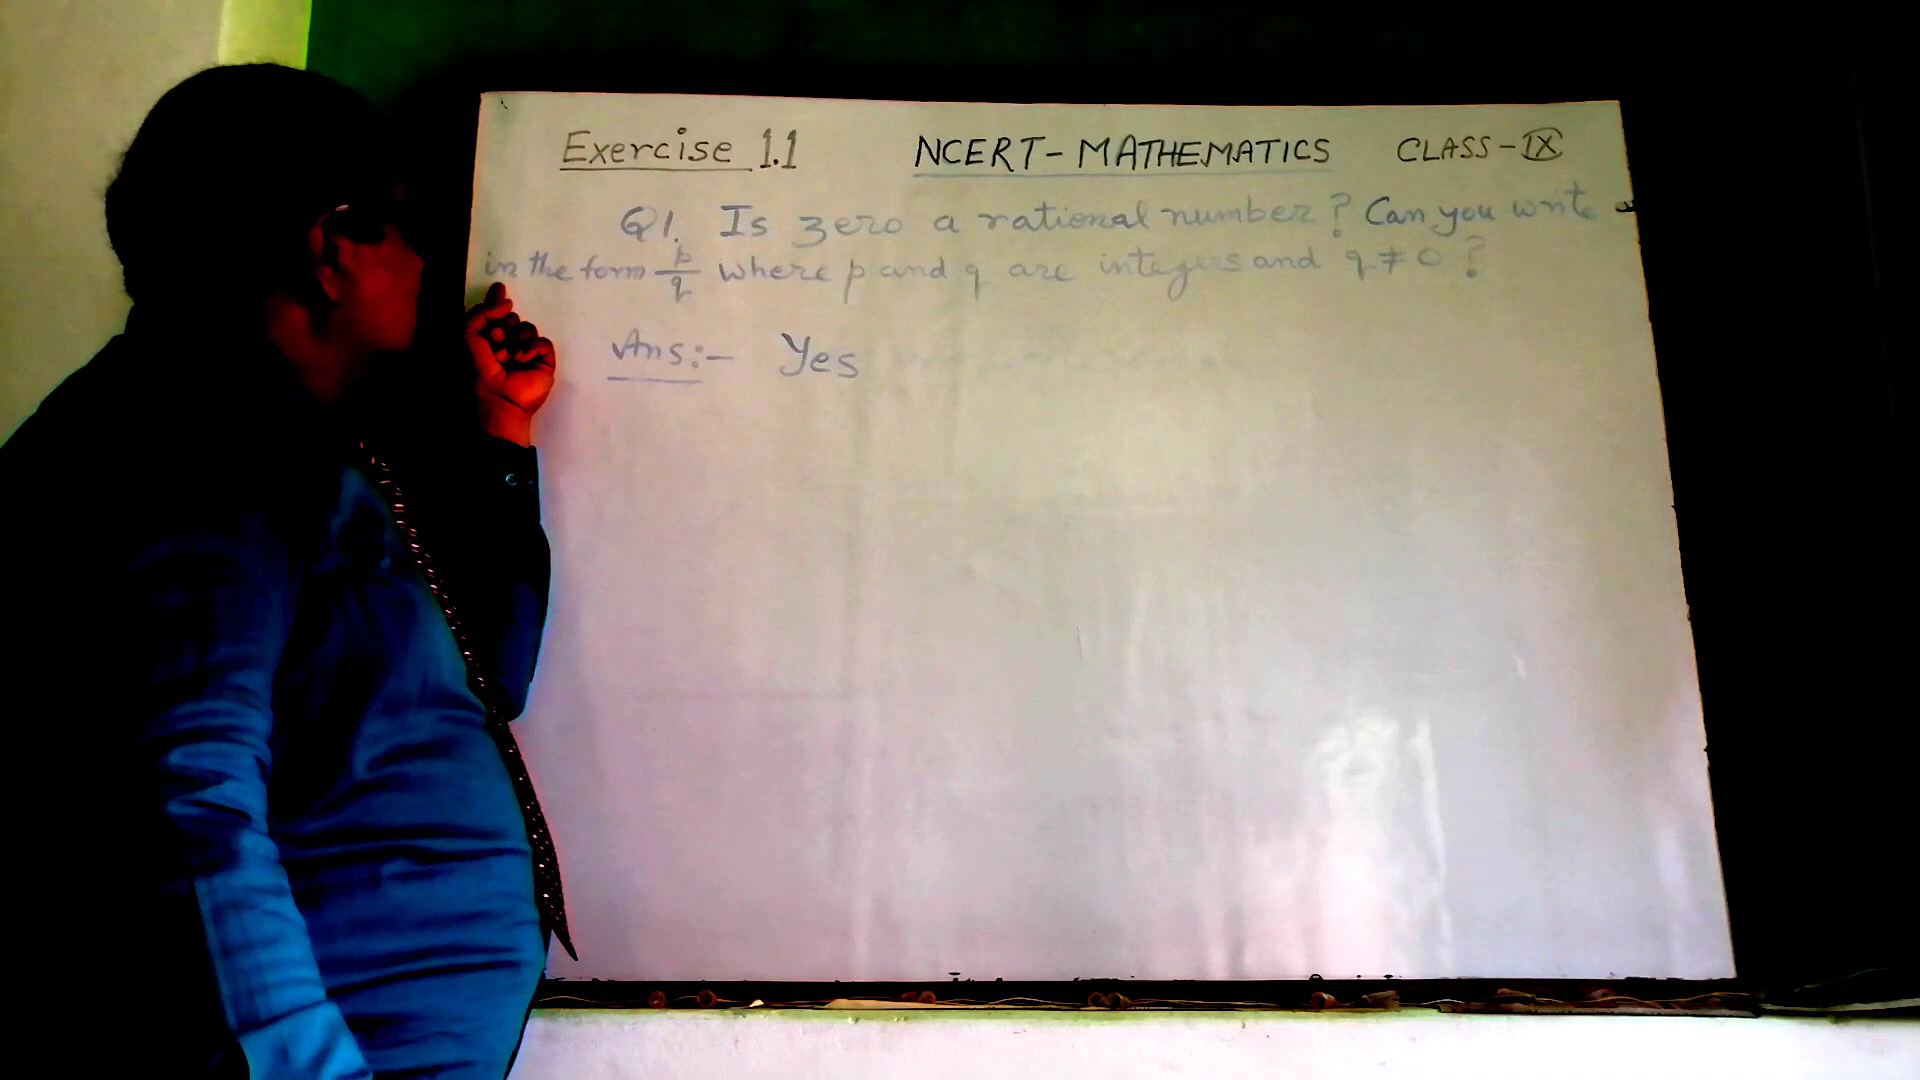 Exercise 1.1 NCERT-MATHEMATICS CLASS-IX
Q1. Is zero a rational number? Can you write
in the form p/q where p and q are integers and q ≠ 0?
Ans:- Yes